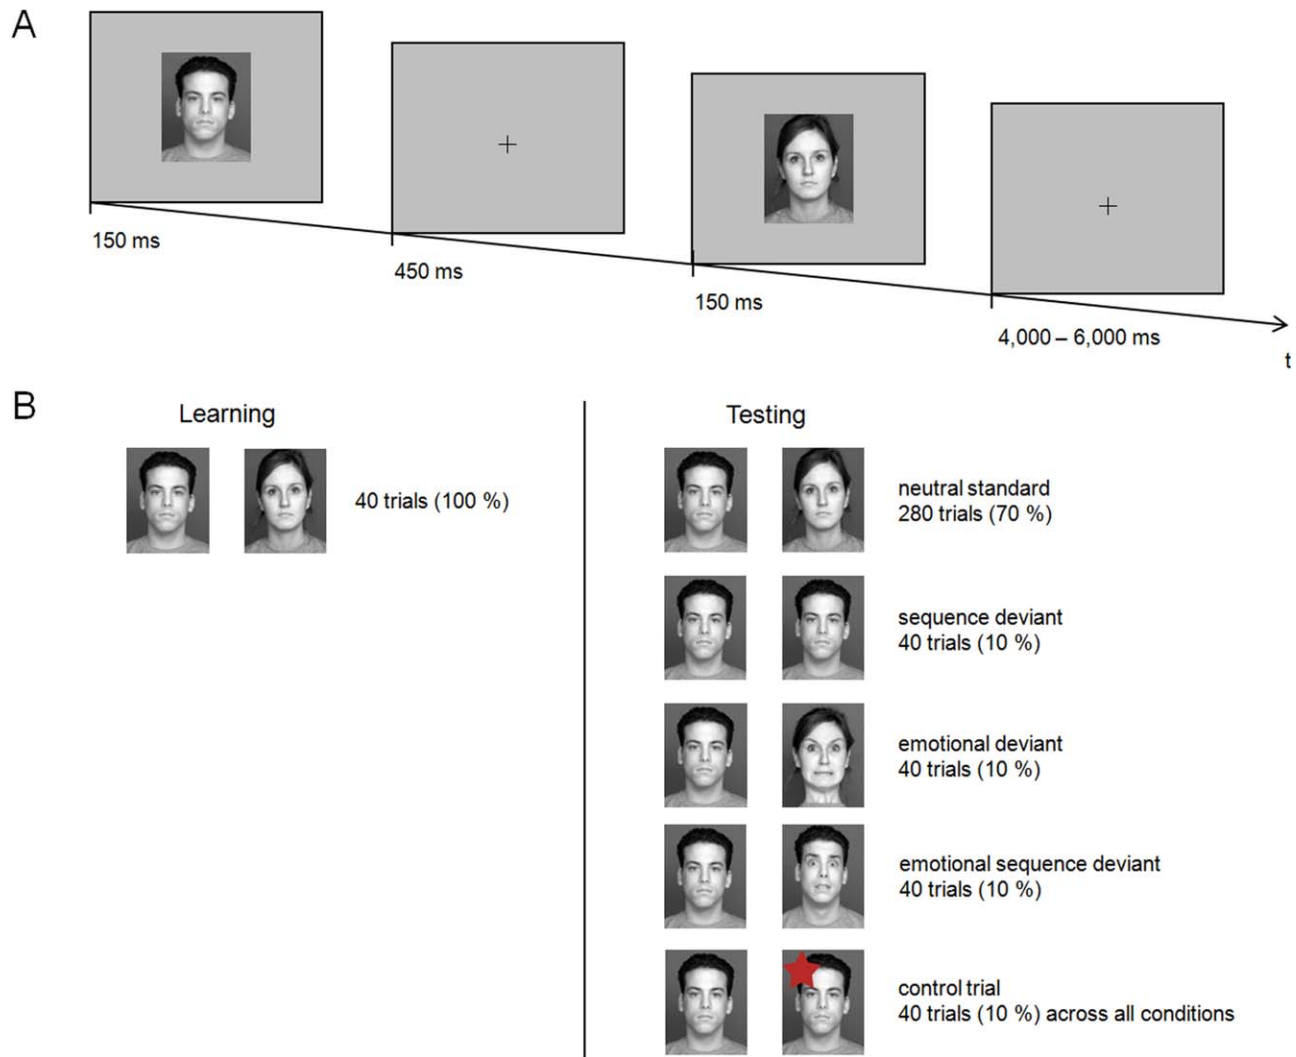 A
150 ms
450 ms
150 ms
4,000 – 6,000 ms
t
B
Learning
40 trials (100 %)
Testing
neutral standard
280 trials (70 %)
sequence deviant
40 trials (10 %)
emotional deviant
40 trials (10 %)
emotional sequence deviant
40 trials (10 %)
control trial
40 trials (10 %) across all conditions